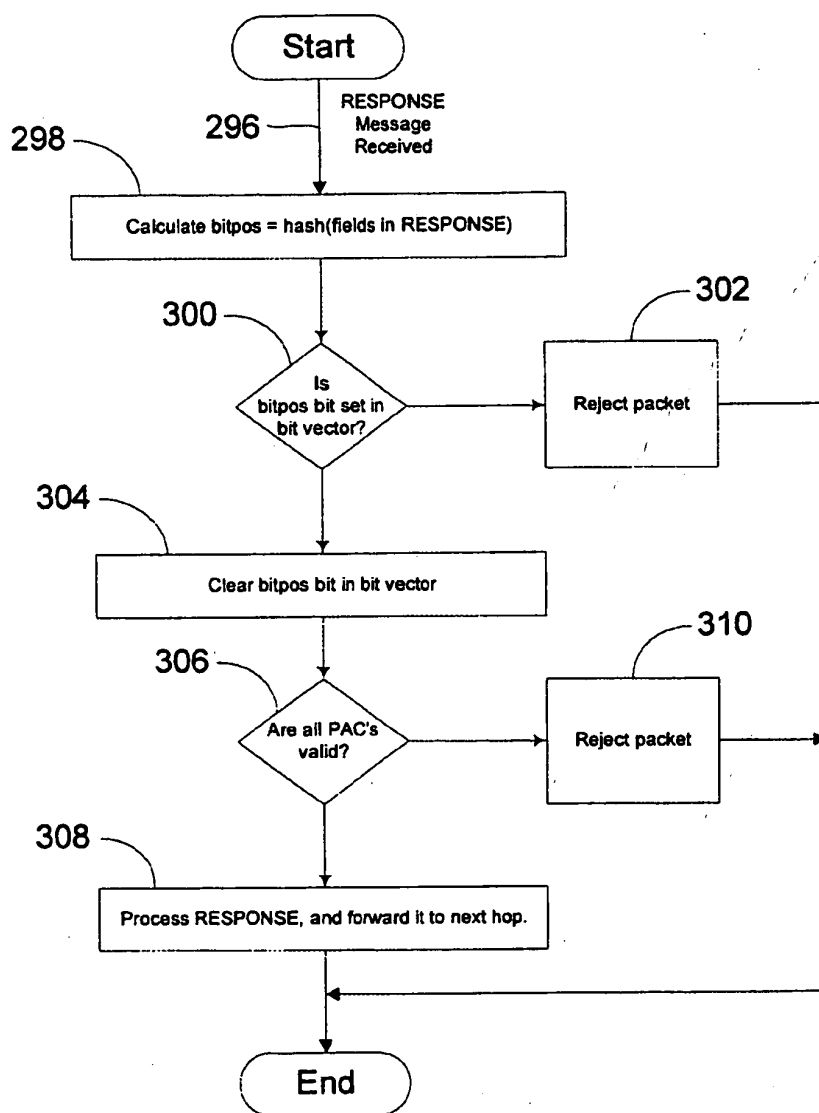 Start
296
RESPONSE
Message
Received
298
Calculate bitpos = hash(fields in RESPONSE)
300
Is
bitpos bit set in
bit vector?
302
Reject packet
304
Clear bitpos bit in bit vector
306
Are all PAC's
valid?
310
Reject packet
308
Process RESPONSE, and forward it to next hop.
End